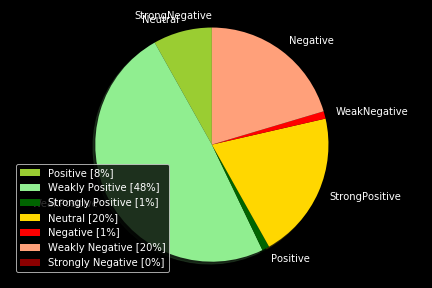 StrongNegative
Neutral
Negative
WeakNegative
StrongPositive
Positive
Positive [8%]
Weakly Positive [48%]
Strongly Positive [1%]
Neutral [20%]
Negative [1%]
Weakly Negative [20%]
Strongly Negative [0%]